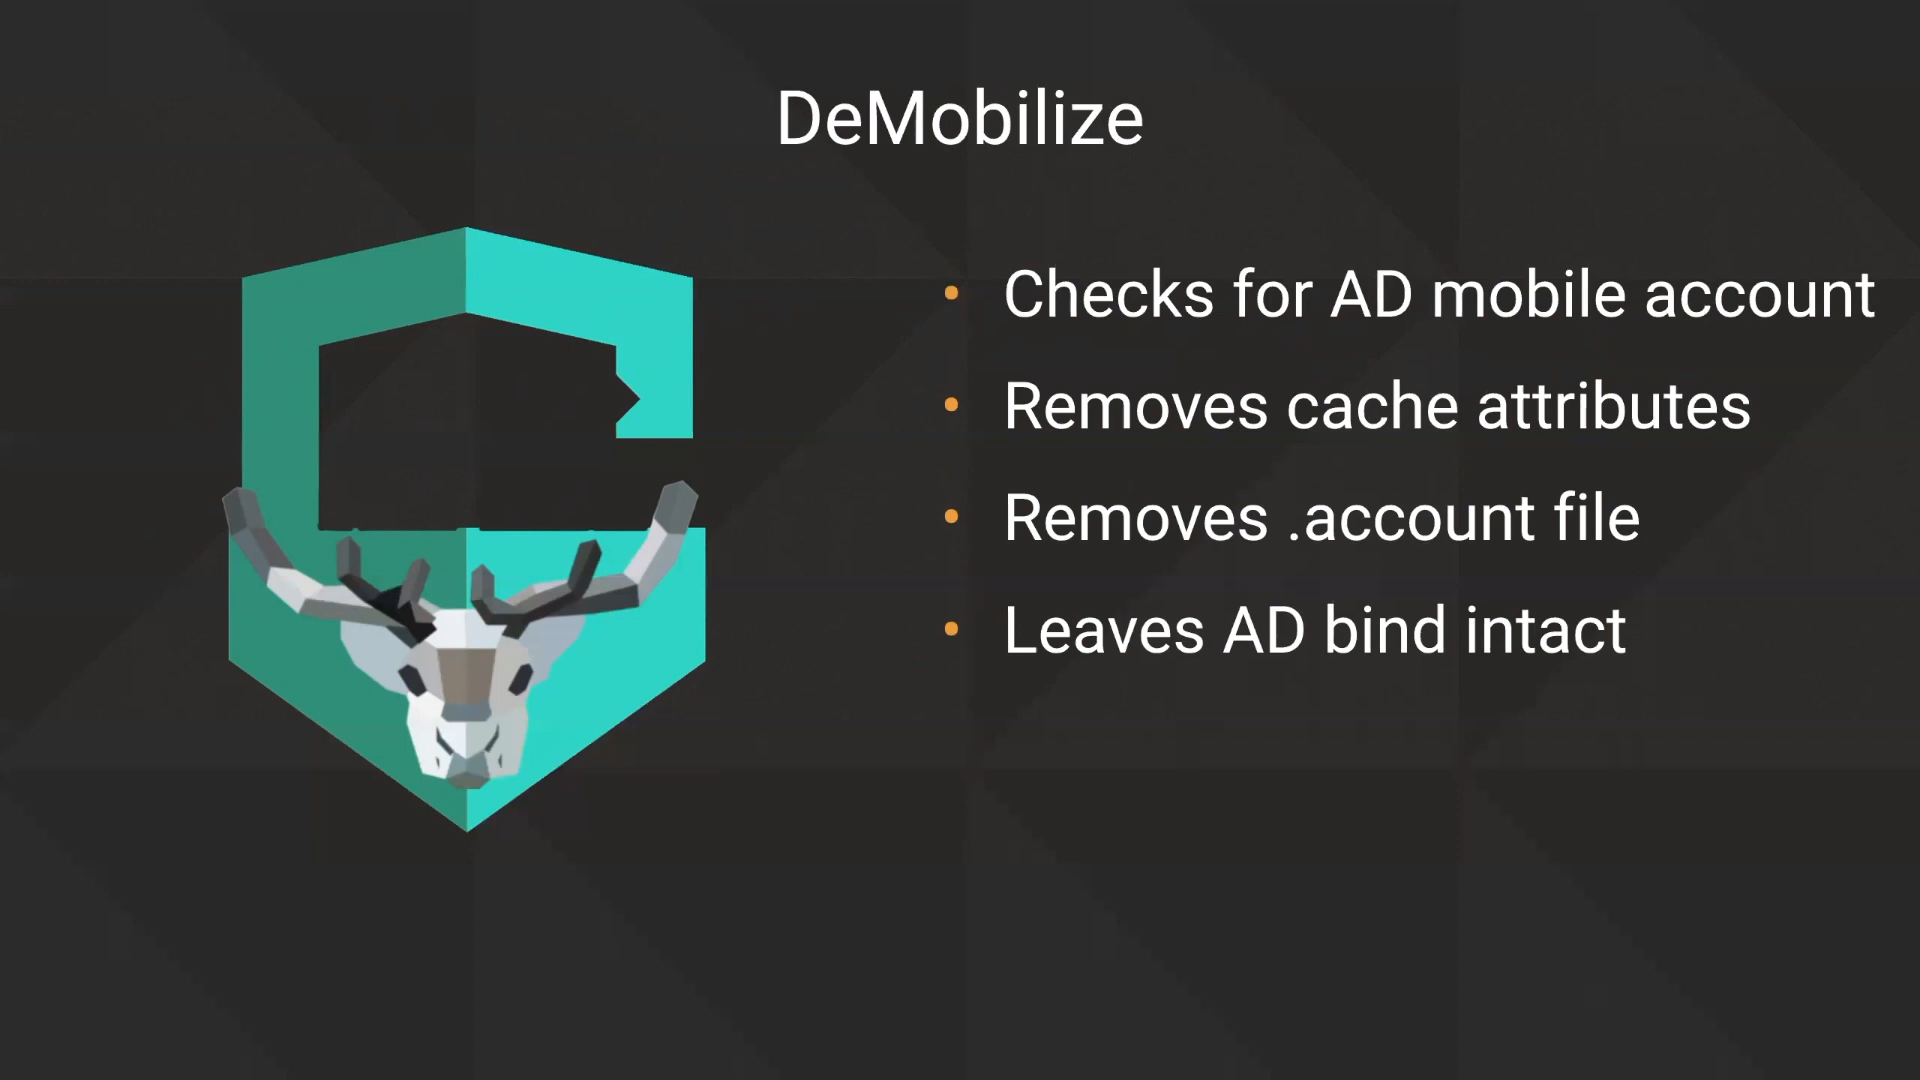 DeMobilize
• Checks for AD mobile account
• Removes cache attributes
• Removes .account file
• Leaves AD bind intact